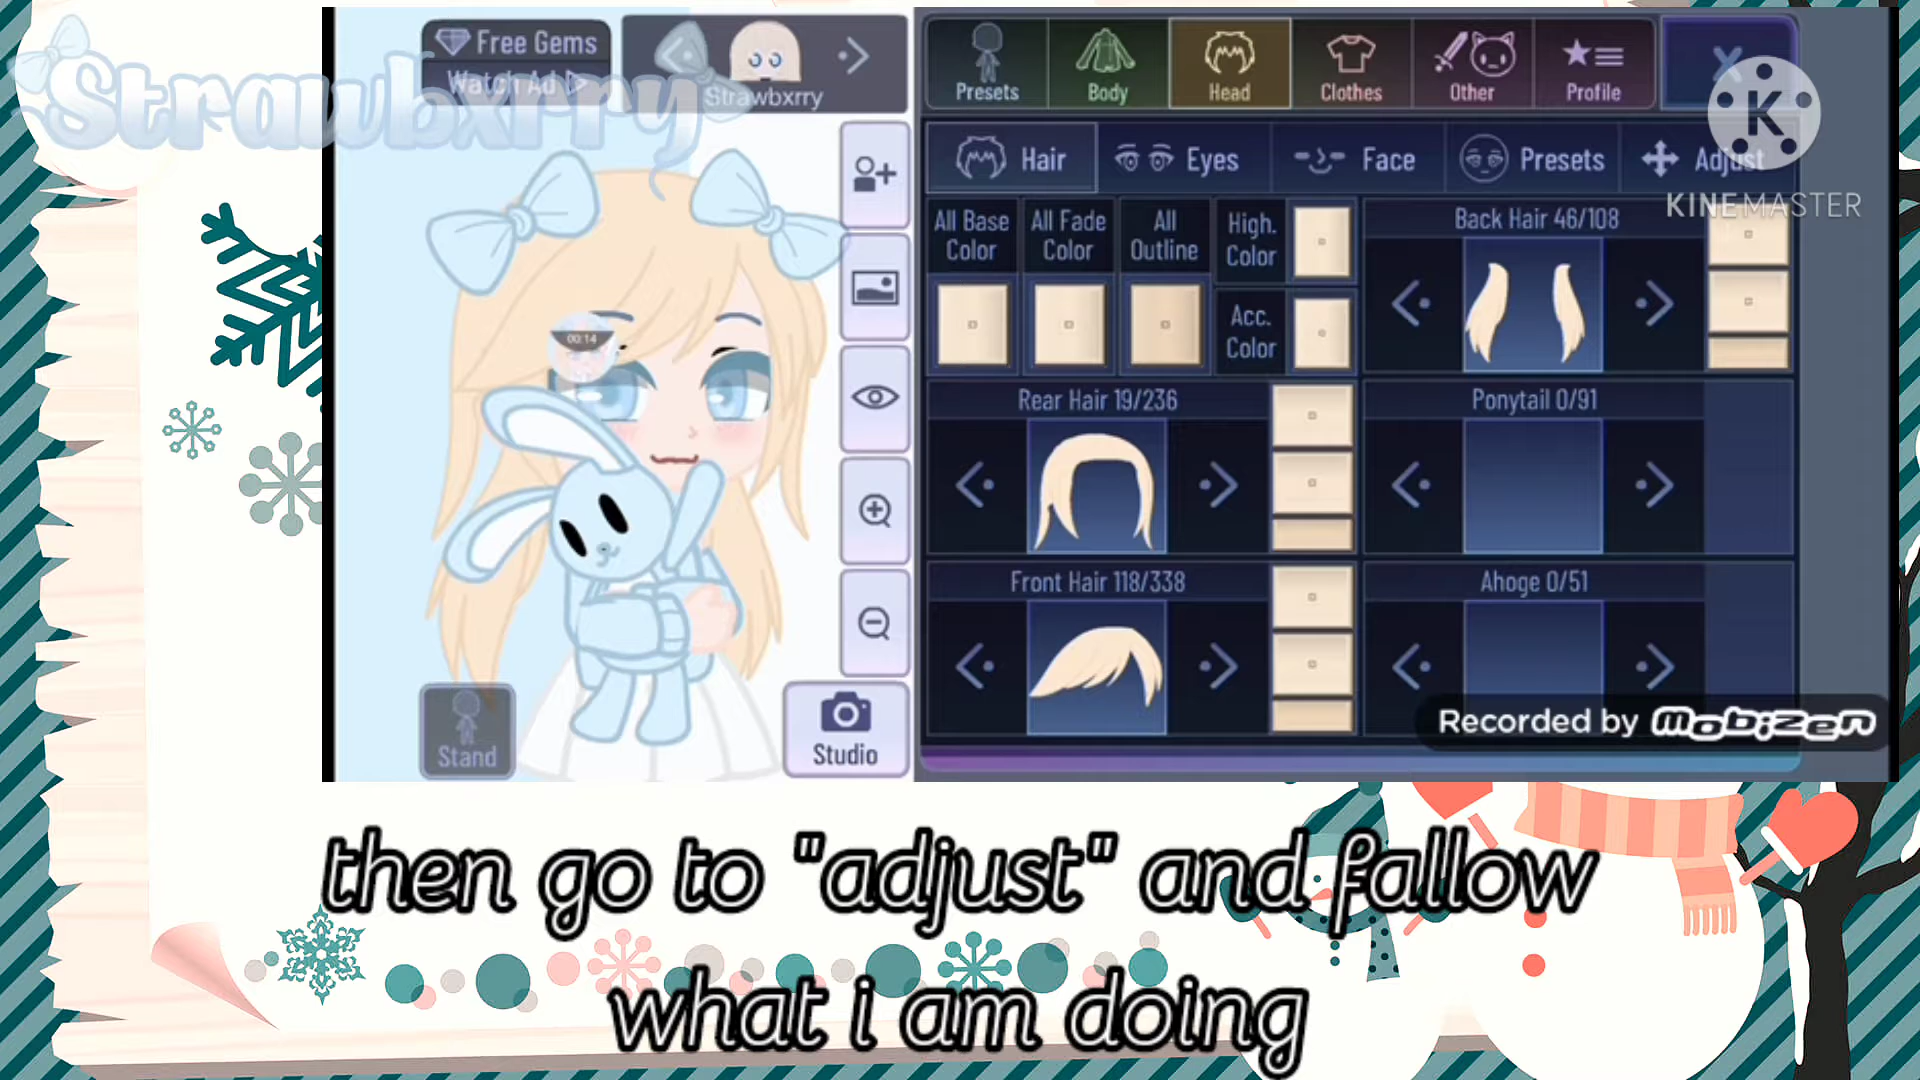 Free Gems
Watch Ad
Strawbxrry
Strawbxrry
Presets
Body
Head
Clothes
Other
Profile
X
K
KINEMASTER
Hair
Eyes
Face
Presets
Adjust
All Base
Color
All Fade
Color
All
Outline
High.
Color
Acc.
Color
Back Hair 46/108
Rear Hair 19/236
Ponytail 0/91
Front Hair 118/338
Ahoge 0/51
00:14
Stand
Studio
Recorded by Mobizen
then go to "adjust" and fallow
what i am doing